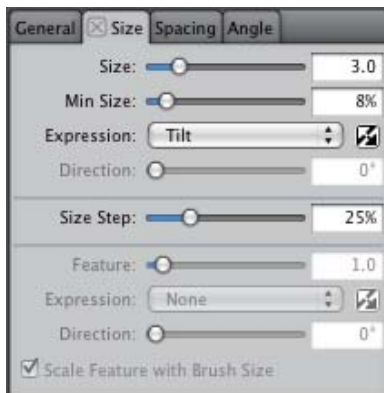 General Size Spacing Angle
Size: 3.0
Min Size: 8%
Expression: Tilt
Direction: 0°
Size Step: 25%
Feature: 1.0
Expression: None
Direction: 0°
Scale Feature with Brush Size